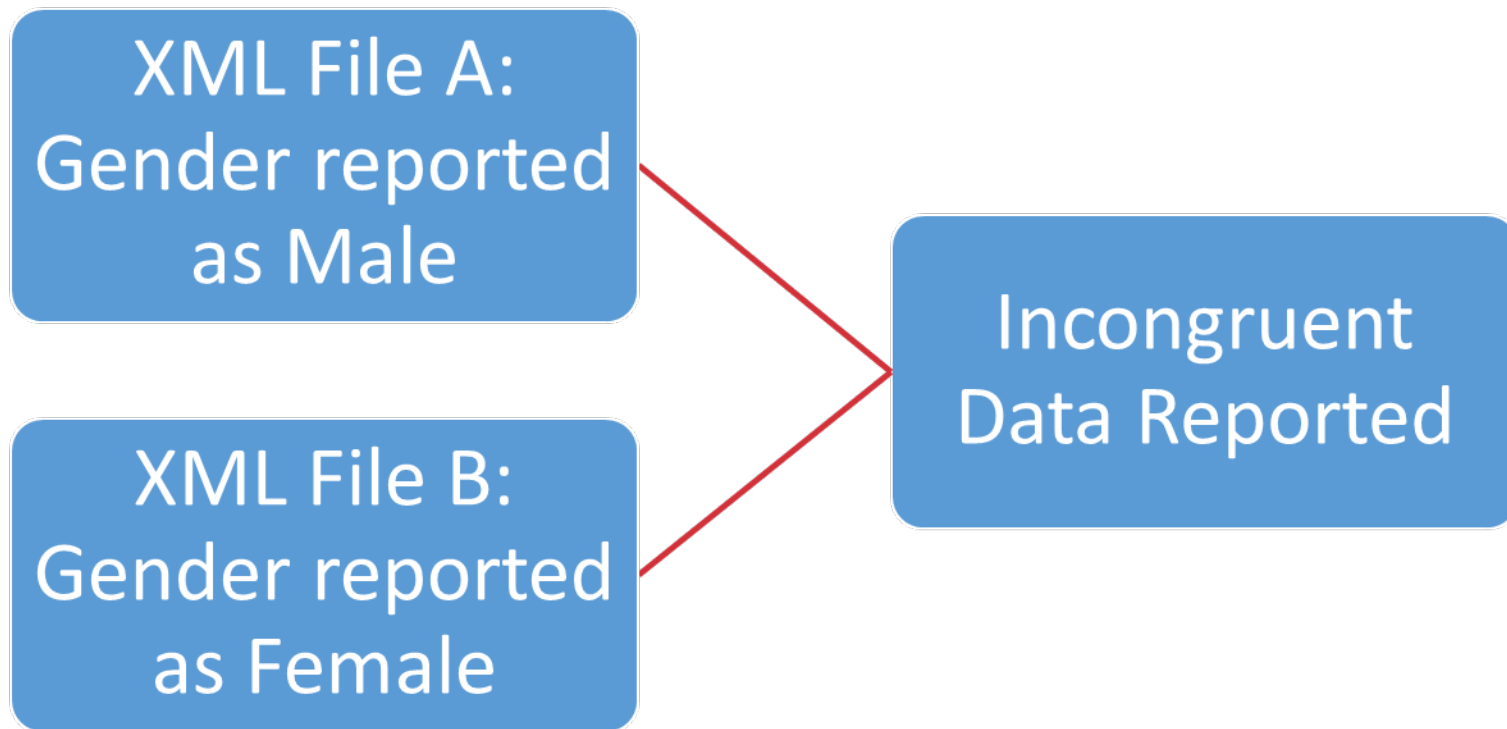 XML File A:
Gender reported
as Male
XML File B:
Gender reported
as Female
Incongruent
Data Reported